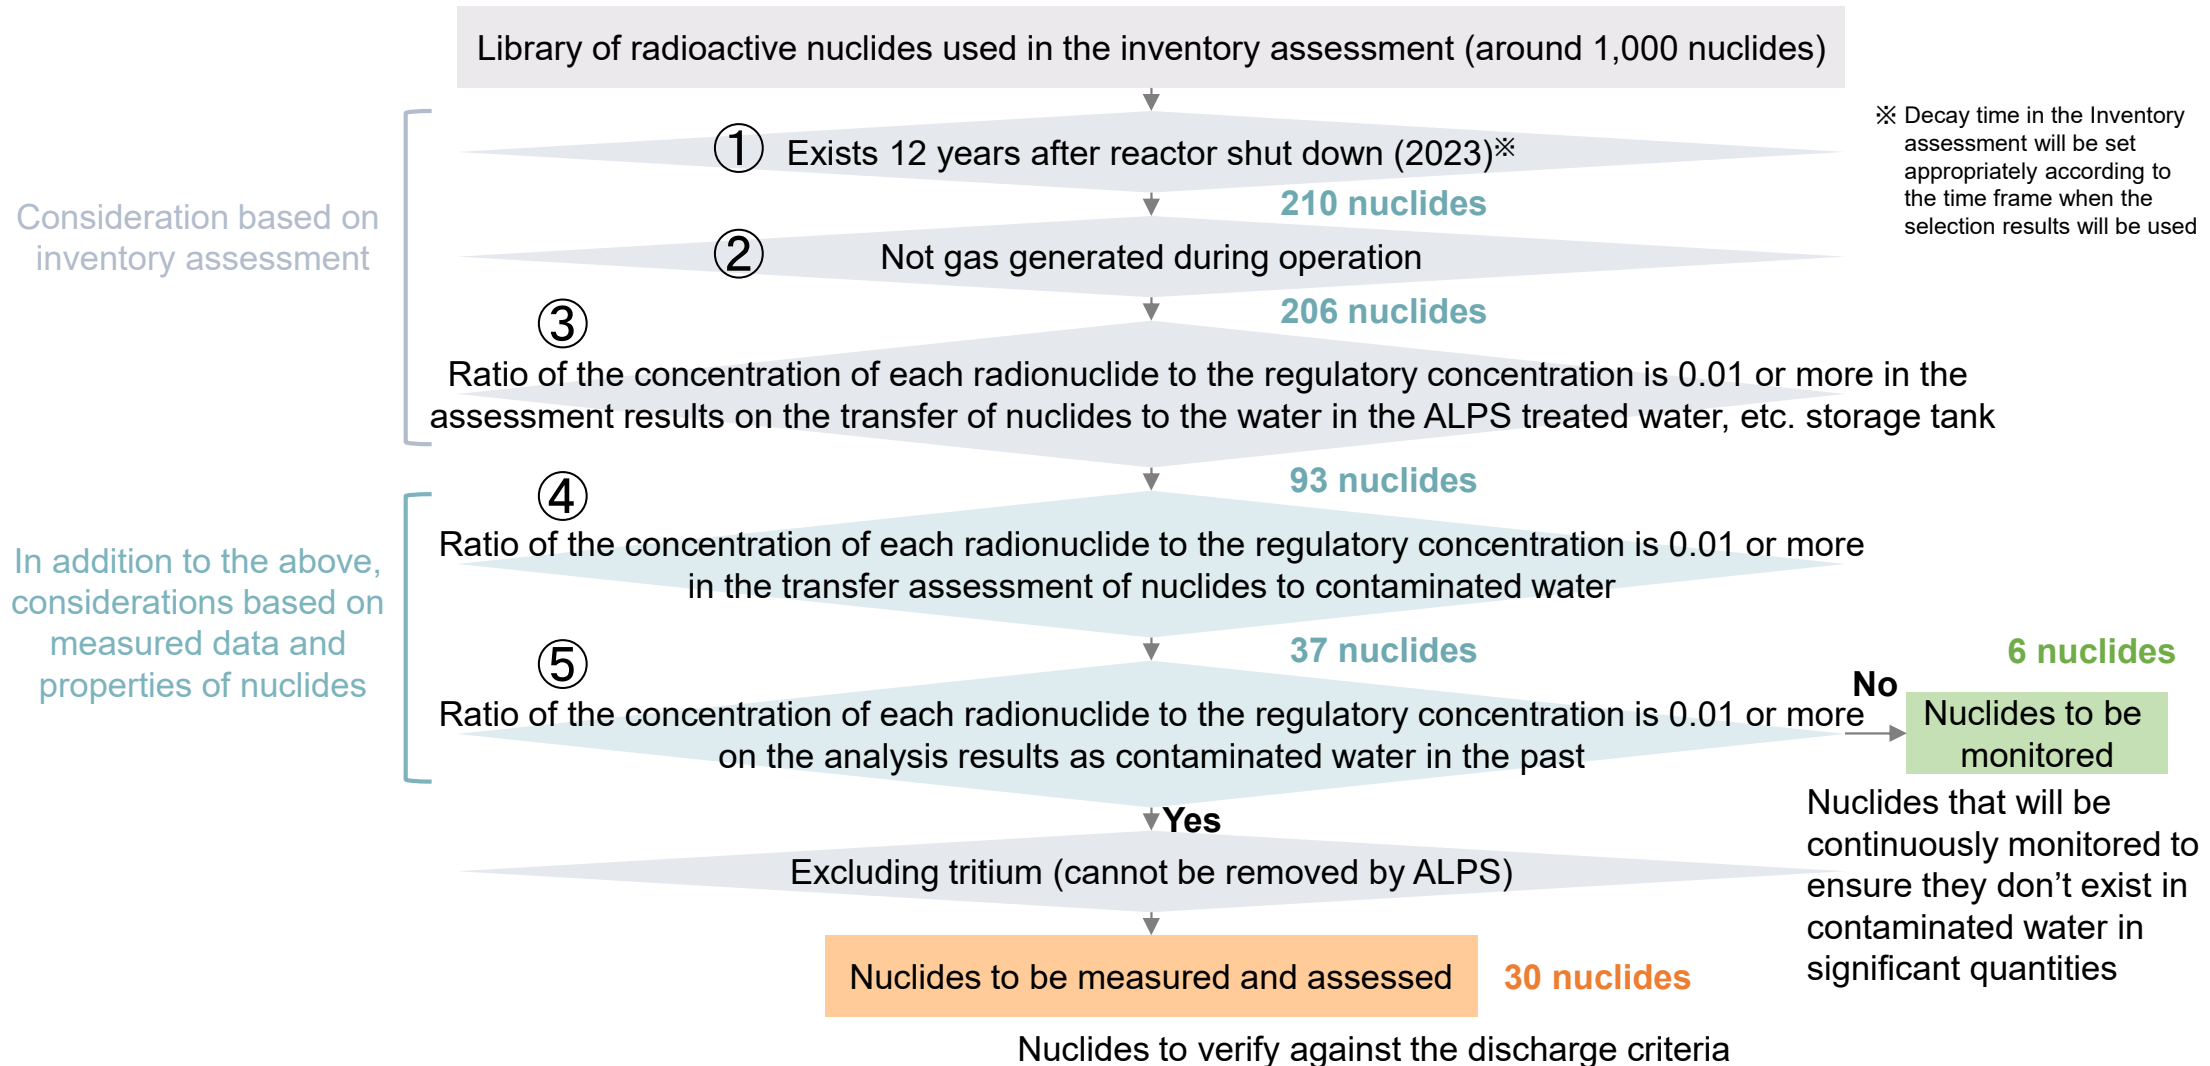 Library of radioactive nuclides used in the inventory assessment (around 1,000 nuclides)
※ Decay time in the Inventory
assessment will be set
appropriately according to
the time frame when the
selection results will be used
Consideration based on
inventory assessment
① Exists 12 years after reactor shut down (2023)※
210 nuclides
② Not gas generated during operation
206 nuclides
③
Ratio of the concentration of each radionuclide to the regulatory concentration is 0.01 or more in the
assessment results on the transfer of nuclides to the water in the ALPS treated water, etc. storage tank
93 nuclides
In addition to the above,
considerations based on
measured data and
properties of nuclides
④
Ratio of the concentration of each radionuclide to the regulatory concentration is 0.01 or more
in the transfer assessment of nuclides to contaminated water
37 nuclides
⑤
Ratio of the concentration of each radionuclide to the regulatory concentration is 0.01 or more
on the analysis results as contaminated water in the past
No
6 nuclides
Nuclides to be
monitored
Nuclides that will be
continuously monitored to
ensure they don’t exist in
contaminated water in
significant quantities
Yes
Excluding tritium (cannot be removed by ALPS)
Nuclides to be measured and assessed
30 nuclides
Nuclides to verify against the discharge criteria